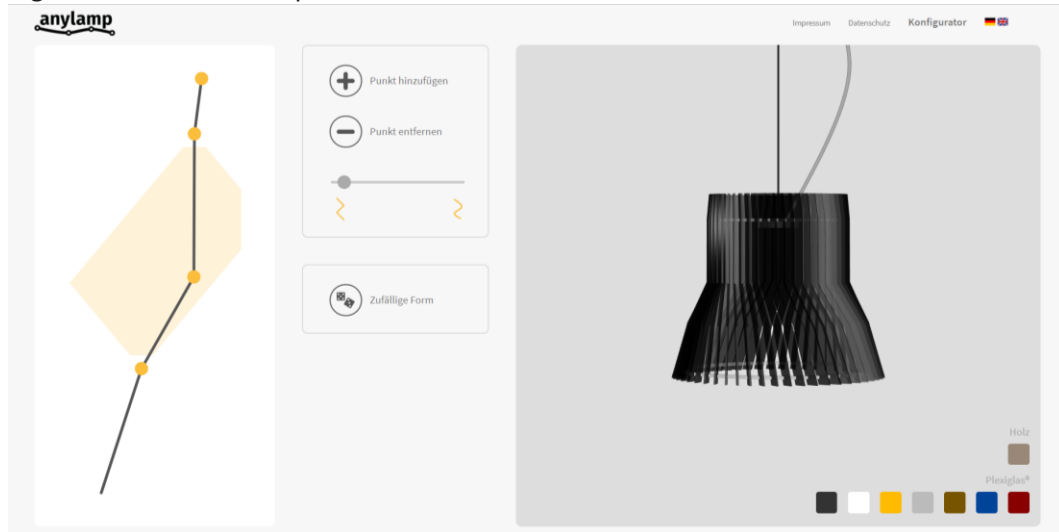 anylamp
Impressum Datenschutz Konfigurator
Punkt hinzufügen
Punkt entfernen
Zufällige Form
Holz
Plexiglas®